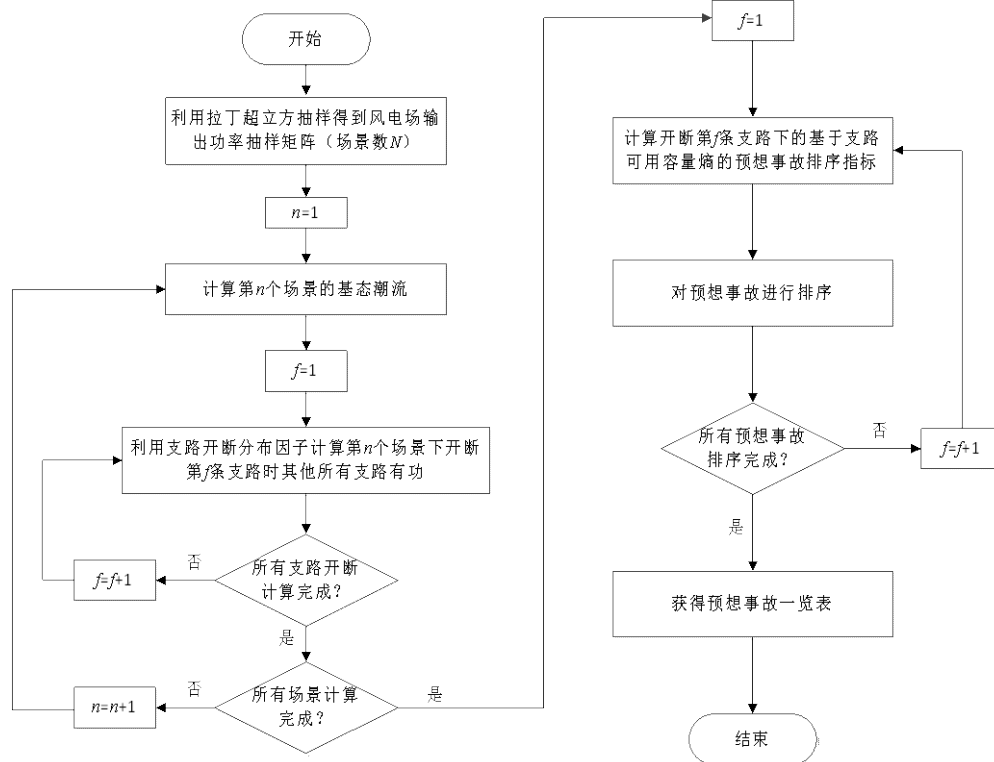 开始
利用拉丁超立方抽样得到风电场输
出功率抽样矩阵（场景数N）
n=1
计算第n个场景的基态潮流
f=1
利用支路开断分布因子计算第n个场景下开断
第f条支路时其他所有支路有功
所有支路开断
计算完成？
否
f=f+1
是
所有场景计算
完成？
否
n=n+1
是
f=1
计算开断第f条支路下的基于支路
可用容量熵的预想事故排序指标
对预想事故进行排序
所有预想事故
排序完成？
否
f=f+1
是
获得预想事故一览表
结束